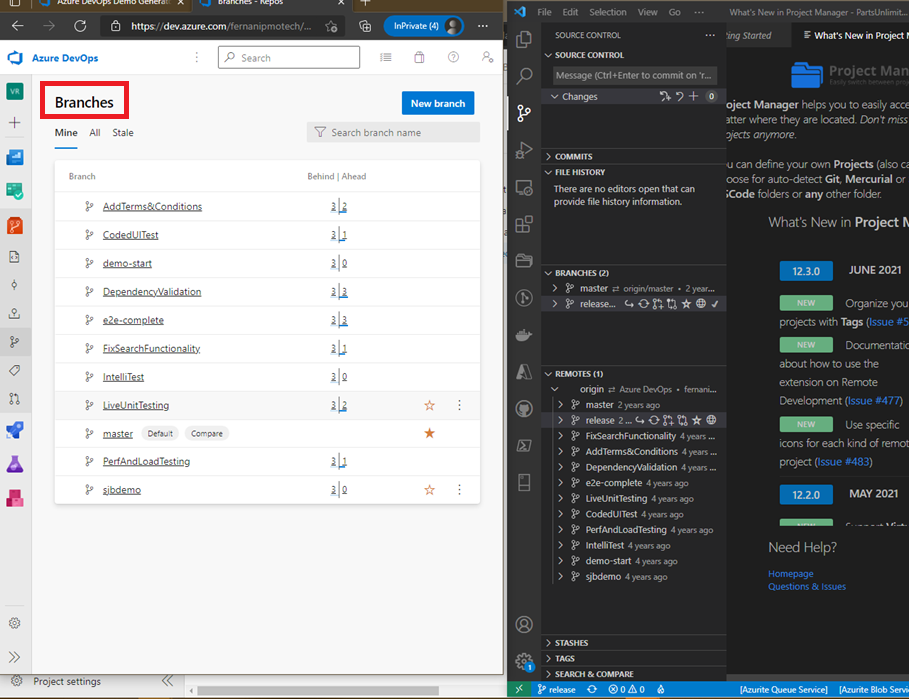 Azure DevOps Demo Generat
Branches - Repos
https://dev.azure.com/fernanipmotech/...
InPrivate (4)
Azure DevOps
Search
VR
Branches
New branch
Mine
All
Stale
Search branch name
Branch
Behind | Ahead
AddTerms&Conditions 3 2
CodedUITest 3 1
demo-start 3 0
DependencyValidation 3 3
e2e-complete 3 3
FixSearchFunctionality 3 1
IntelliTest 3 0
LiveUnitTesting 3 2
master Default Compare
PerfAndLoadTesting 3 1
sjbdemo 3 0
Project settings
File Edit Selection View Go ··· What's New in Project Manager - PartsUnlimit...
SOURCE CONTROL
SOURCE CONTROL
Message (Ctrl+Enter to commit on 'r...
Changes 0
COMMITS
FILE HISTORY
There are no editors open that can
provide file history information.
BRANCHES (2)
master ⇄ origin/master • 2 year...
release...
REMOTES (1)
origin ⇄ Azure DevOps • fernani...
master 2 years ago
release 2 ...
FixSearchFunctionality 4 years ...
AddTerms&Conditions 4 years ...
DependencyValidation 4 years ...
e2e-complete 4 years ago
LiveUnitTesting 4 years ago
CodedUITest 4 years ago
PerfAndLoadTesting 4 years ago
IntelliTest 4 years ago
demo-start 4 years ago
sjbdemo 4 years ago
STASHES
TAGS
SEARCH & COMPARE
1
release
0 0
[Azurite Queue Service]
[Azurite Blob Servic
ing Started
What's New in Project M
Project Man
oject Manager helps you to easily acce
atter where they are located. Don't miss
ojects anymore.
u can define your own Projects (also ca
oose for auto-detect Git, Mercurial or
SCode folders or any other folder.
What's New in Project M
12.3.0 JUNE 2021
NEW Organize you
projects with Tags (Issue #5
NEW Documentatio
about how to use the
extension on Remote
Development (Issue #477)
NEW Use specific
icons for each kind of remot
project (Issue #483)
12.2.0 MAY 2021
Need Help?
Homepage
Questions & Issues